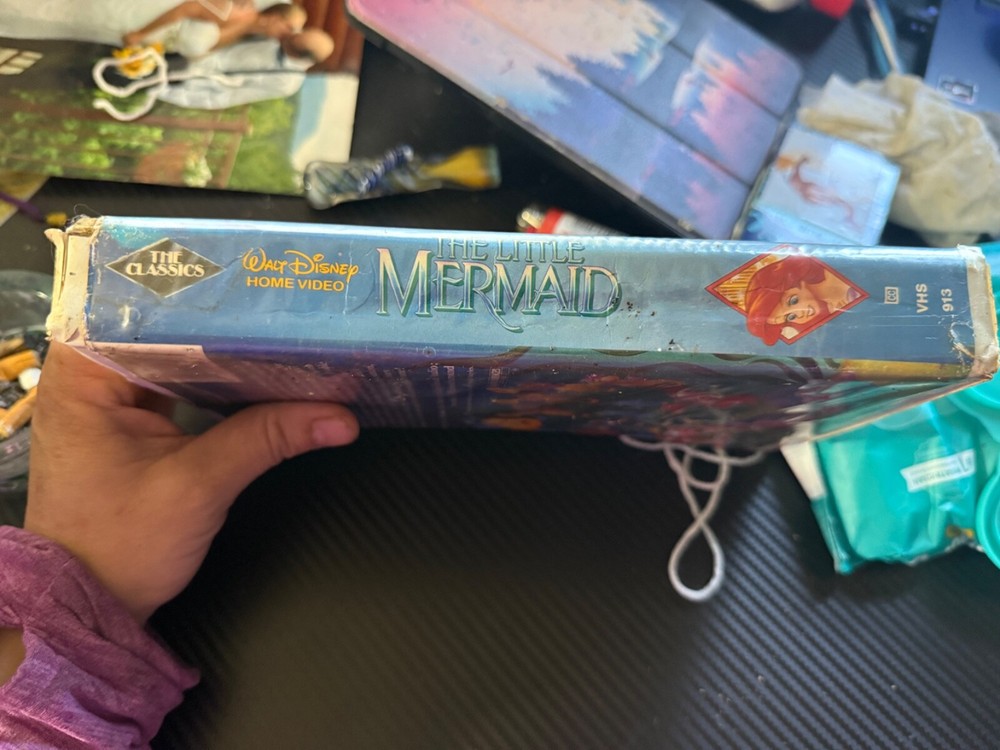 THE
CLASSICS
WALT DISNEY
HOME VIDEO
THE LITTLE
MERMAID
CC
VHS
913